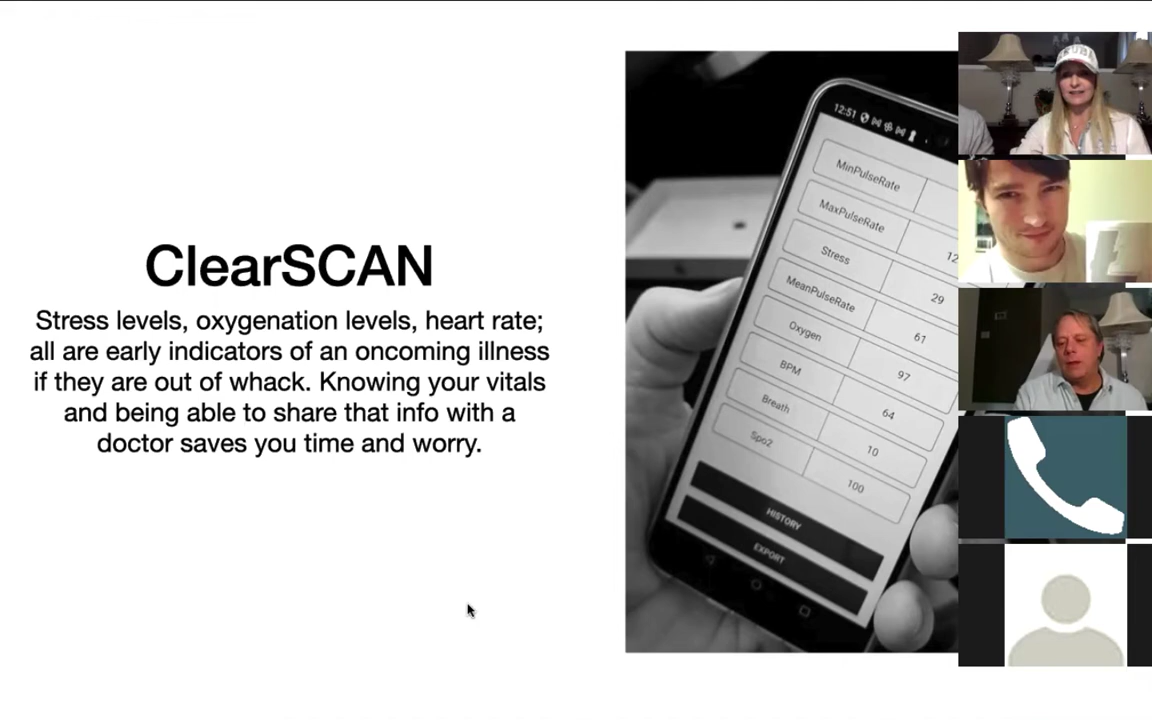 ClearSCAN
Stress levels, oxygenation levels, heart rate;
all are early indicators of an oncoming illness
if they are out of whack. Knowing your vitals
and being able to share that info with a
doctor saves you time and worry.
12:51
MinPulseRate
MaxPulseRate 12
Stress 29
MeanPulseRate 61
Oxygen 97
BPM 64
Breath 10
Spo2 100
HISTORY
EXPORT